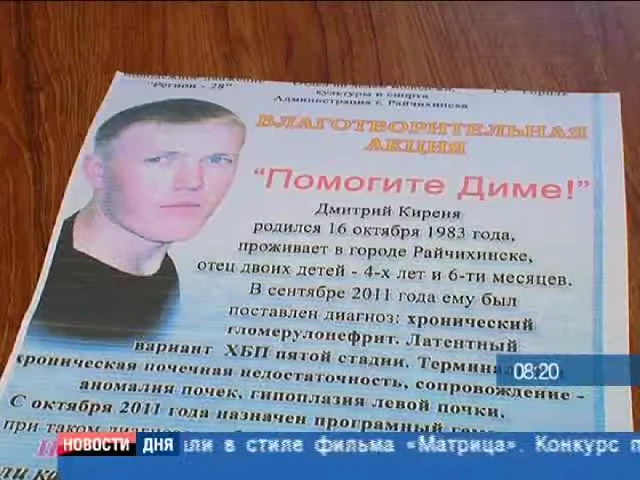 "Регион - 28"
культуры и спорта
Администрация г. Райчихинска
БЛАГОТВОРИТЕЛЬНАЯ
АКЦИЯ
"Помогите Диме!"
Дмитрий Киреня
родился 16 октября 1983 года,
проживает в городе Райчихинске,
отец двоих детей - 4-х лет и 6-ти месяцев.
В сентябре 2011 года ему был
поставлен диагноз: хронический
гломерулонефрит. Латентный
вариант ХБП пятой стадии.
хроническая почечная недостаточность, сопровождение -
аномалия почек, гипоплазия левой почки.
С октября 2011 года назначен програмный
при таком
08:20
НОВОСТИ ДНЯ али в стиле фильма «Матрица». Конкурс п